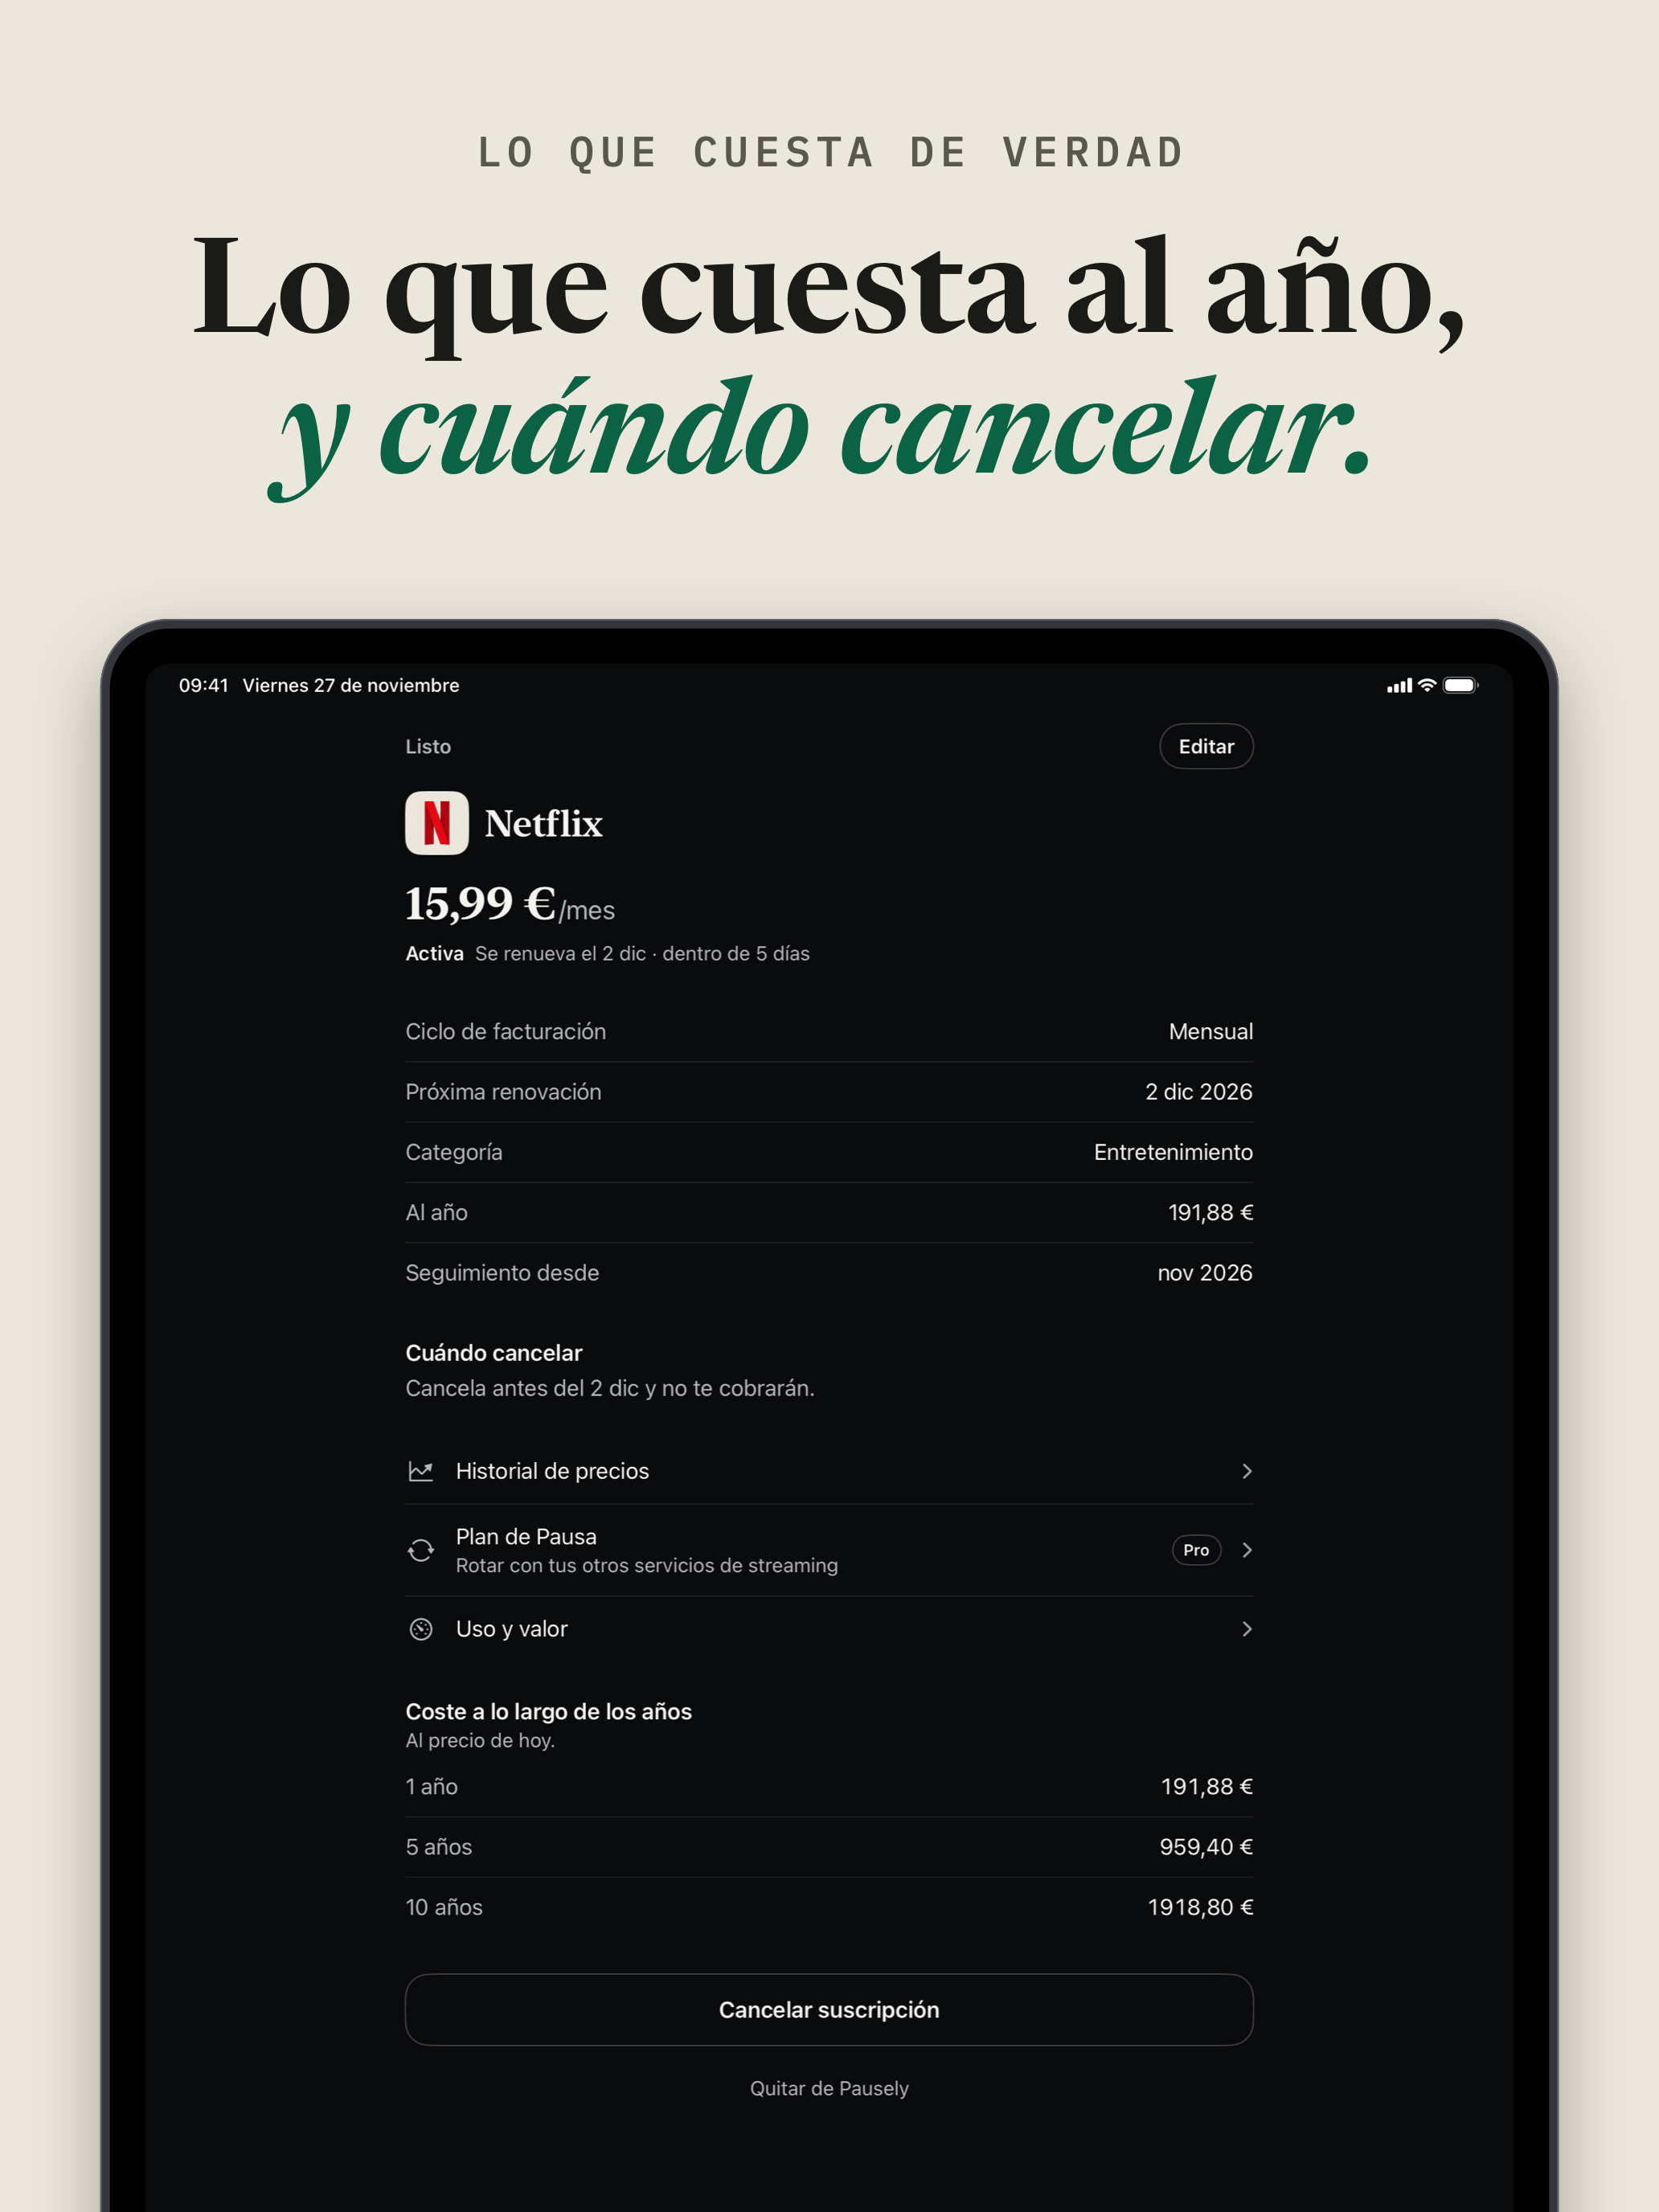 LO QUE CUESTA DE VERDAD
Lo que cuesta al año,
y cuándo cancelar.
09:41 Viernes 27 de noviembre
Listo
Editar
N
Netflix
15,99 €/mes
Activa Se renueva el 2 dic · dentro de 5 días
Ciclo de facturación Mensual
Próxima renovación 2 dic 2026
Categoría Entretenimiento
Al año 191,88 €
Seguimiento desde nov 2026
Cuándo cancelar
Cancela antes del 2 dic y no te cobrarán.
Historial de precios
Plan de Pausa
Rotar con tus otros servicios de streaming
Pro
Uso y valor
Coste a lo largo de los años
Al precio de hoy.
1 año 191,88 €
5 años 959,40 €
10 años 1918,80 €
Cancelar suscripción
Quitar de Pausely